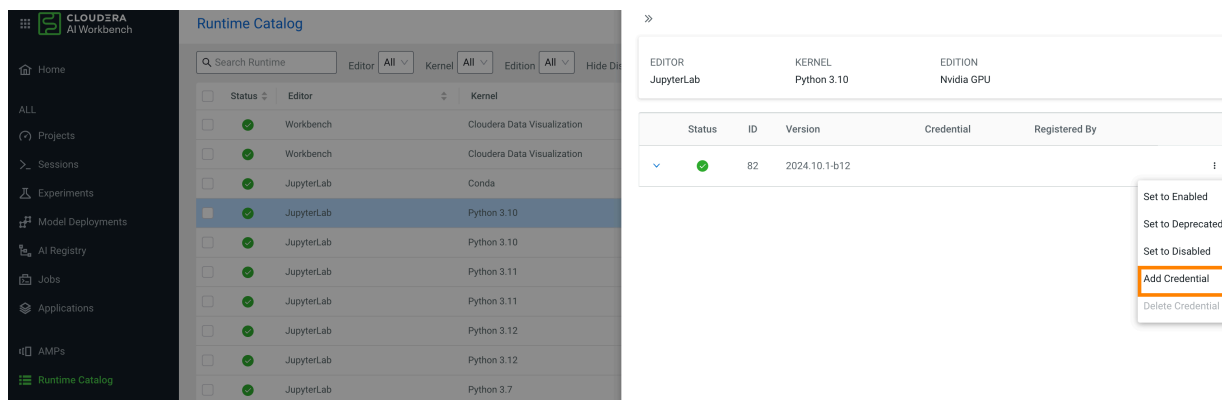 CLOUDERA
AI Workbench
Home
ALL
Projects
Sessions
Experiments
Model Deployments
AI Registry
Jobs
Applications
AMPs
Runtime Catalog
Runtime Catalog
Search Runtime Editor All Kernel All Edition All Hide Dis
Status Editor Kernel
Workbench Cloudera Data Visualization
Workbench Cloudera Data Visualization
JupyterLab Conda
JupyterLab Python 3.10
JupyterLab Python 3.10
JupyterLab Python 3.11
JupyterLab Python 3.11
JupyterLab Python 3.12
JupyterLab Python 3.12
JupyterLab Python 3.7
EDITOR KERNEL EDITION
JupyterLab Python 3.10 Nvidia GPU
Status ID Version Credential Registered By
82 2024.10.1-b12
Set to Enabled
Set to Deprecated
Set to Disabled
Add Credential
Delete Credential